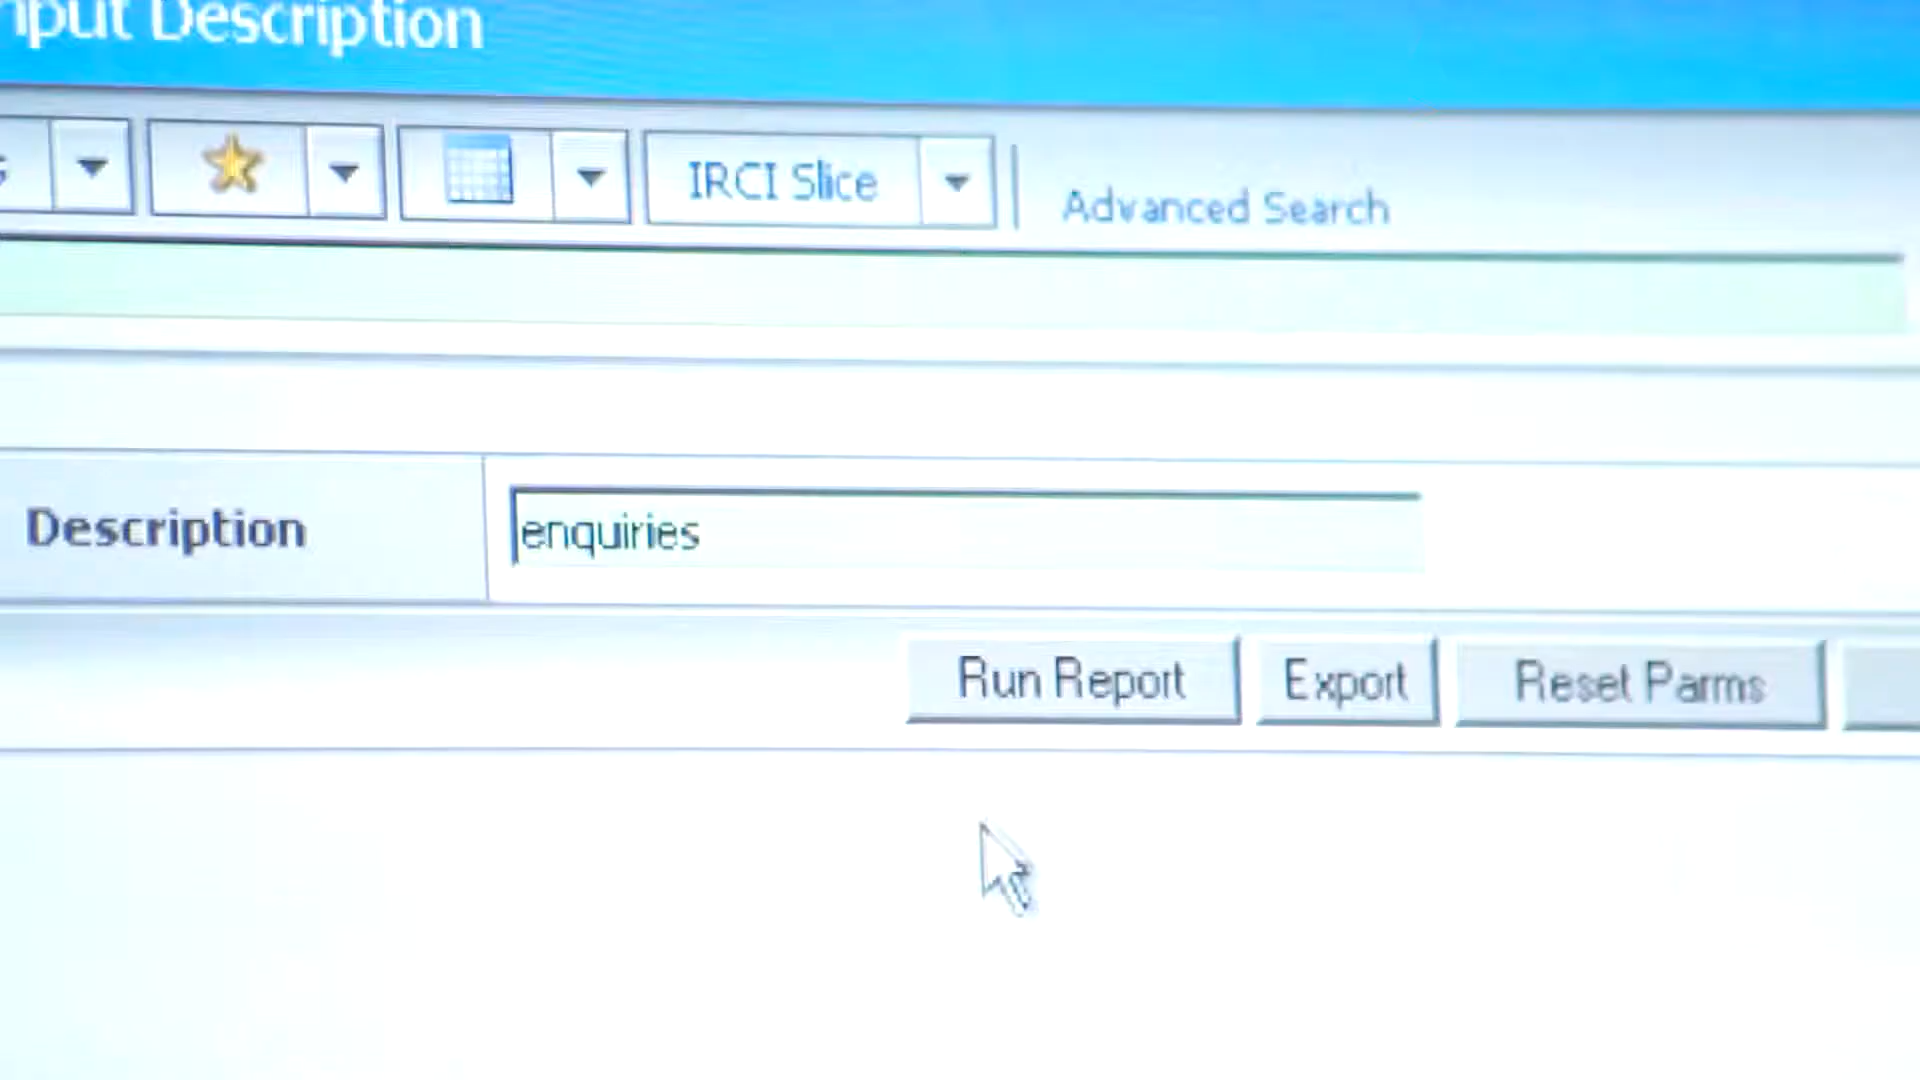 Input Description
IRCI Slice
Advanced Search
Description
enquiries
Run Report
Export
Reset Parms